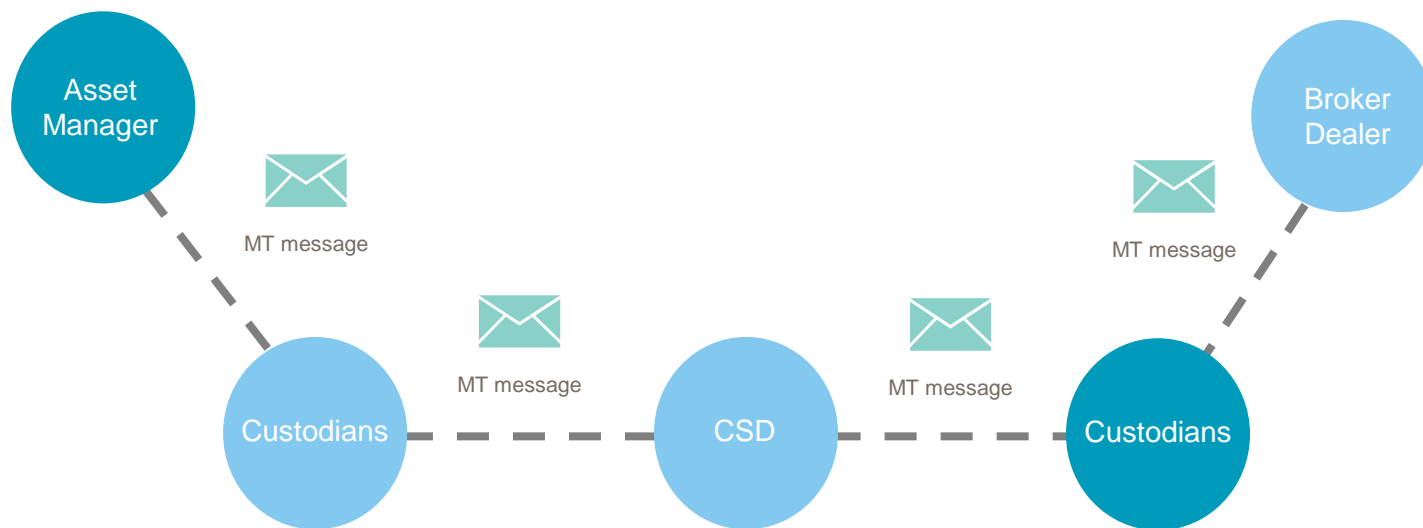 Asset
Manager
Broker
Dealer
MT message
MT message
MT message
MT message
Custodians
CSD
Custodians